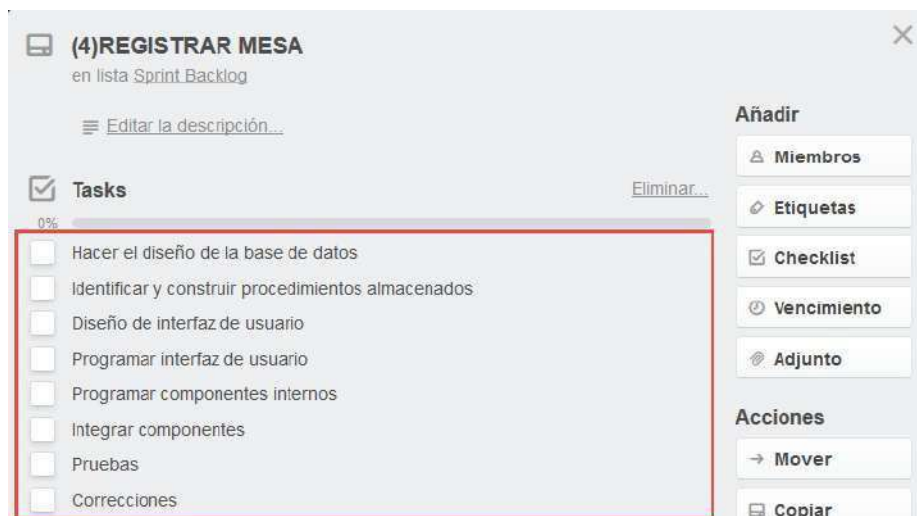 (4)REGISTRAR MESA
en lista Sprint Backlog
Editar la descripción...
Tasks
Eliminar...
0%
Hacer el diseño de la base de datos
Identificar y construir procedimientos almacenados
Diseño de interfaz de usuario
Programar interfaz de usuario
Programar componentes internos
Integrar componentes
Pruebas
Correcciones
Añadir
Miembros
Etiquetas
Checklist
Vencimiento
Adjunto
Acciones
Mover
Copiar